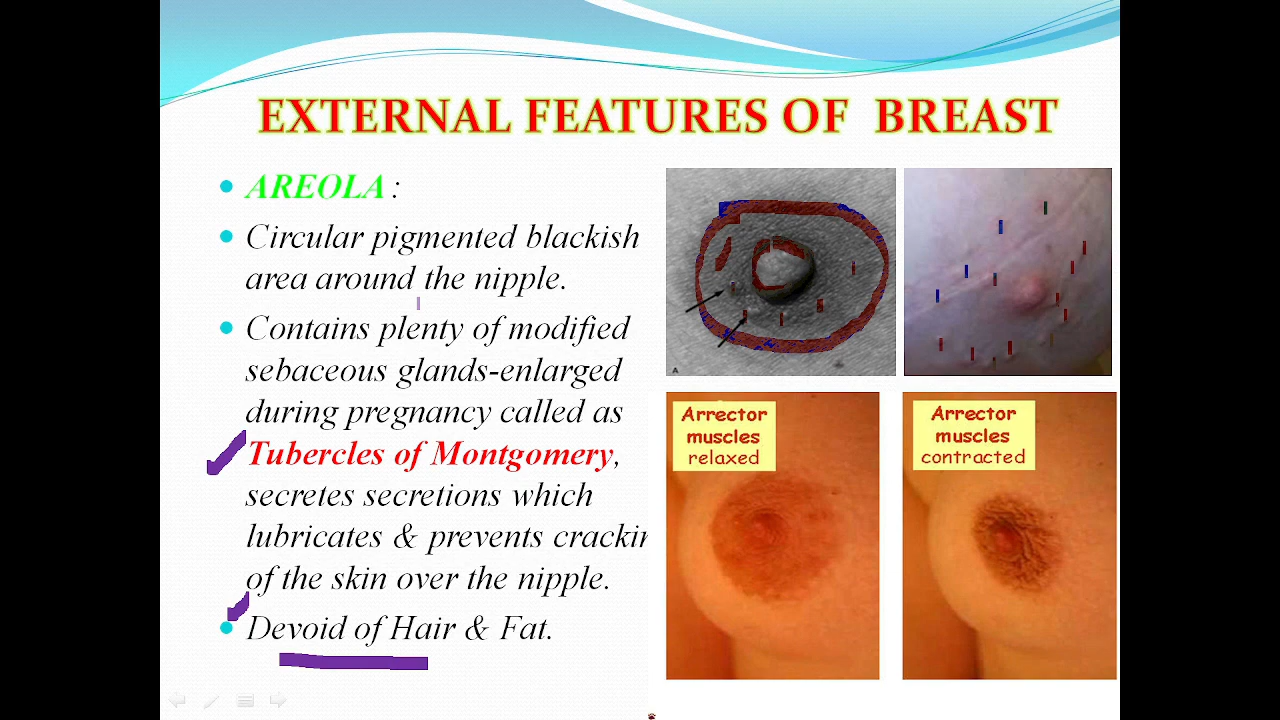 EXTERNAL FEATURES OF BREAST
AREOLA :
Circular pigmented blackish
area around the nipple.
Contains plenty of modified
sebaceous glands-enlarged
during pregnancy called as
Tubercles of Montgomery,
secretes secretions which
lubricates & prevents crackin
of the skin over the nipple.
Devoid of Hair & Fat.
A
Arrector
muscles
relaxed
Arrector
muscles
contracted